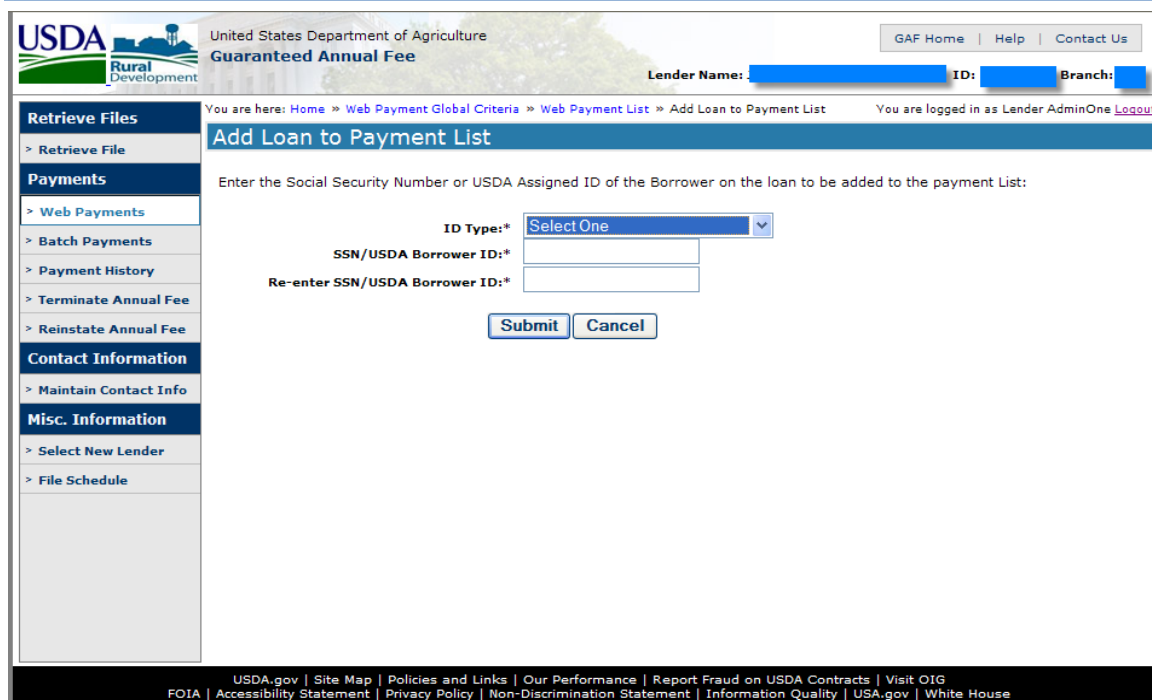 USDA
Rural
Development
United States Department of Agriculture
Guaranteed Annual Fee
GAF Home | Help | Contact Us
Lender Name: ID: Branch:
Retrieve Files
> Retrieve File
Payments
> Web Payments
> Batch Payments
> Payment History
> Terminate Annual Fee
> Reinstate Annual Fee
Contact Information
> Maintain Contact Info
Misc. Information
> Select New Lender
> File Schedule
You are here: Home » Web Payment Global Criteria » Web Payment List » Add Loan to Payment List
You are logged in as Lender AdminOne Logout
Add Loan to Payment List
Enter the Social Security Number or USDA Assigned ID of the Borrower on the loan to be added to the payment List:
ID Type:* Select One
SSN/USDA Borrower ID:*
Re-enter SSN/USDA Borrower ID:*
Submit Cancel
USDA.gov | Site Map | Policies and Links | Our Performance | Report Fraud on USDA Contracts | Visit OIG
FOIA | Accessibility Statement | Privacy Policy | Non-Discrimination Statement | Information Quality | USA.gov | White House